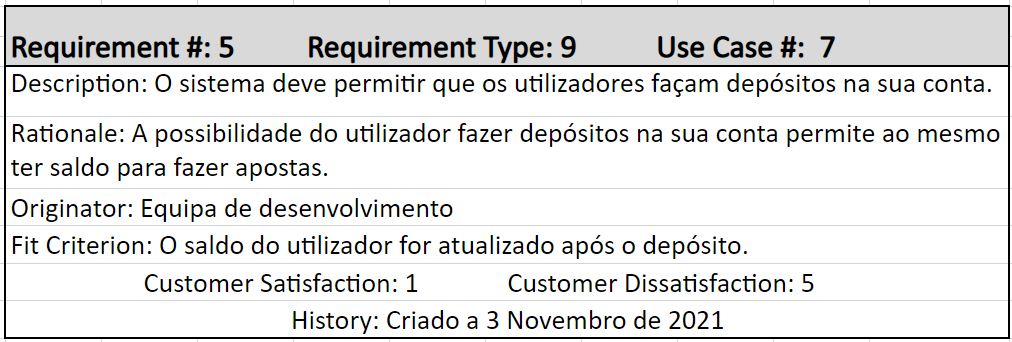 Requirement #: 5 Requirement Type: 9 Use Case #: 7
Description: O sistema deve permitir que os utilizadores façam depósitos na sua conta.
Rationale: A possibilidade do utilizador fazer depósitos na sua conta permite ao mesmo
ter saldo para fazer apostas.
Originator: Equipa de desenvolvimento
Fit Criterion: O saldo do utilizador for atualizado após o depósito.
Customer Satisfaction: 1 Customer Dissatisfaction: 5
History: Criado a 3 Novembro de 2021